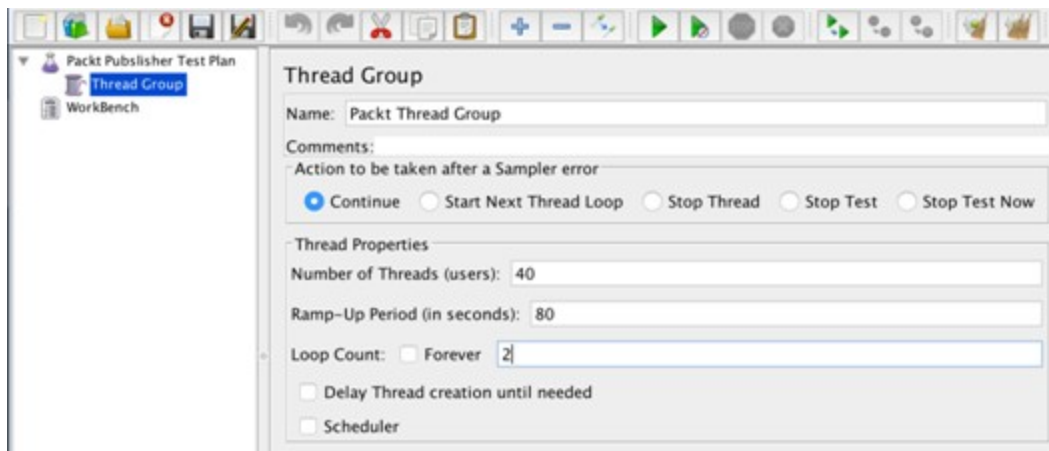 Packt Pubslisher Test Plan
Thread Group
WorkBench
Thread Group
Name: Packt Thread Group
Comments:
Action to be taken after a Sampler error
Continue Start Next Thread Loop Stop Thread Stop Test Stop Test Now
Thread Properties
Number of Threads (users): 40
Ramp-Up Period (in seconds): 80
Loop Count: Forever 2
Delay Thread creation until needed
Scheduler